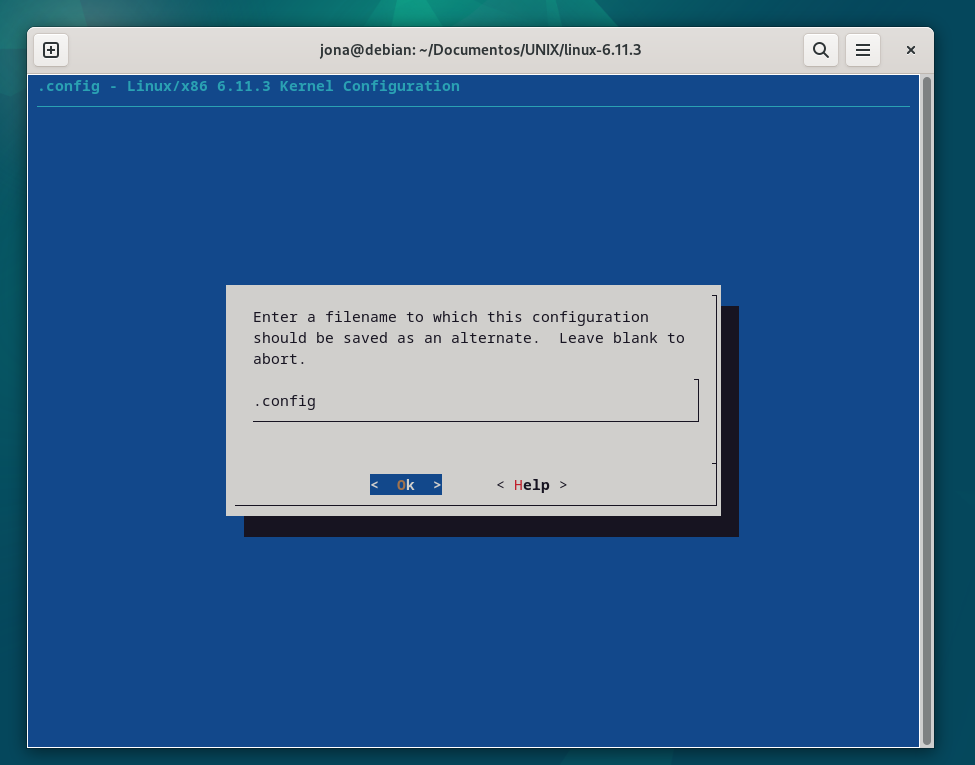 jona@debian: ~/Documentos/UNIX/linux-6.11.3
.config - Linux/x86 6.11.3 Kernel Configuration
Enter a filename to which this configuration
should be saved as an alternate.  Leave blank to
abort.
.config
<  Ok  >      < Help >